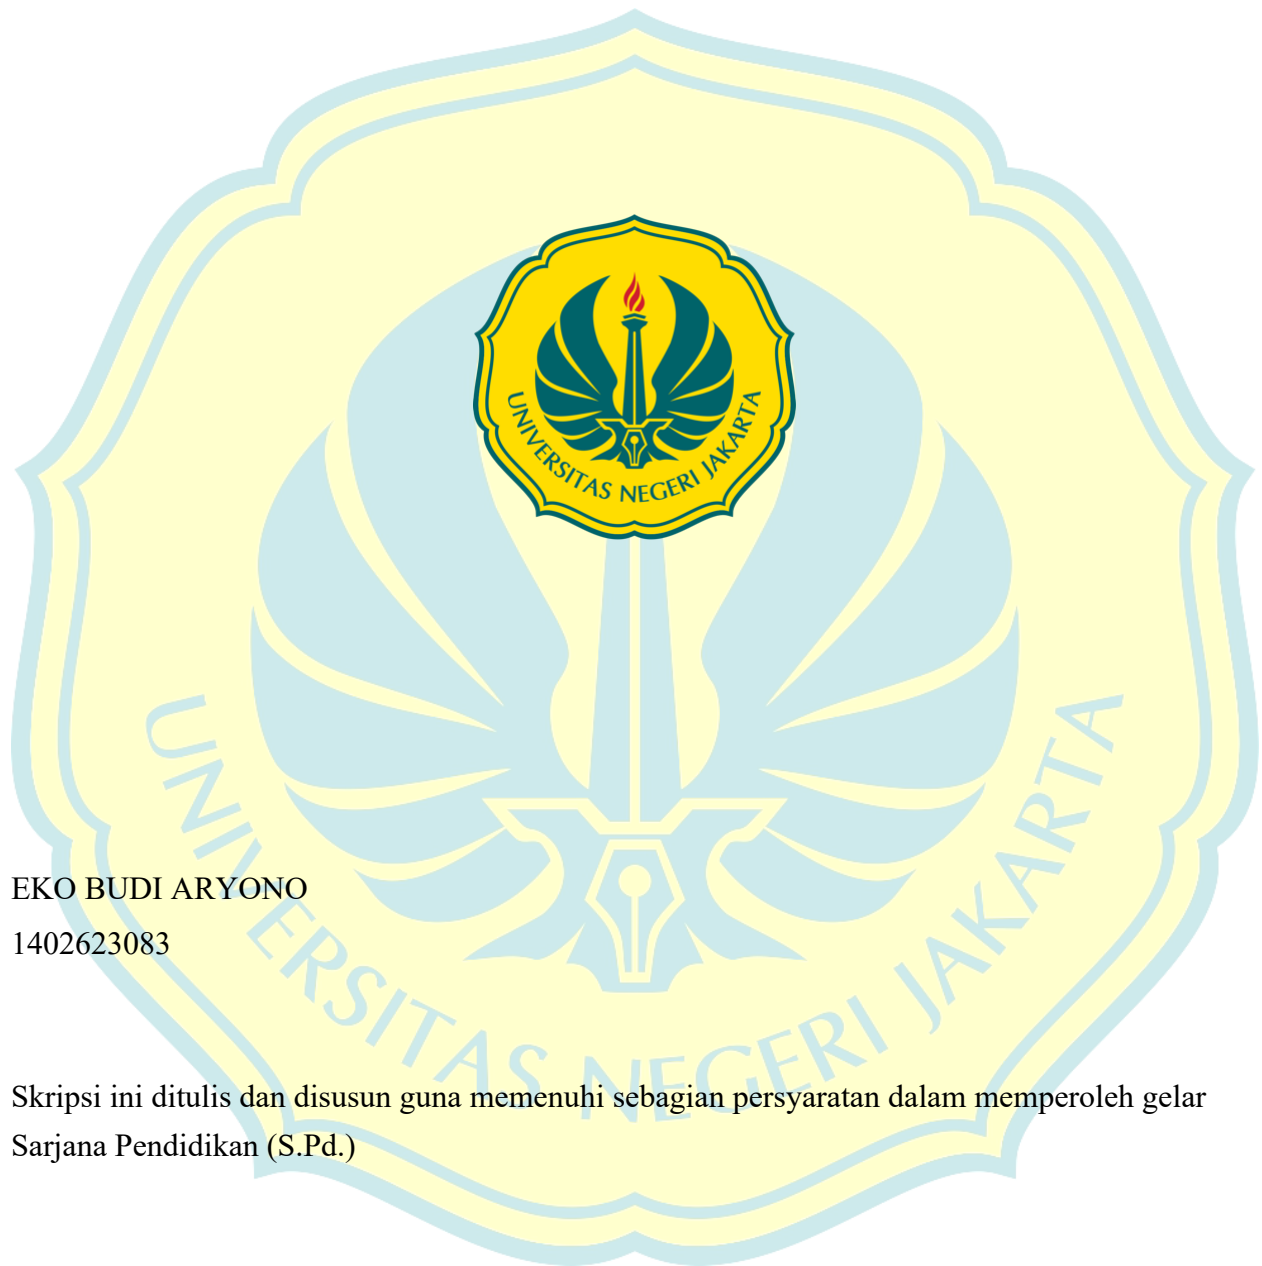 UNIVERSITAS NEGERI JAKARTA
UNIVERSITAS NEGERI JAKARTA
EKO BUDI ARYONO
1402623083
Skripsi ini ditulis dan disusun guna memenuhi sebagian persyaratan dalam memperoleh gelar
Sarjana Pendidikan (S.Pd.)